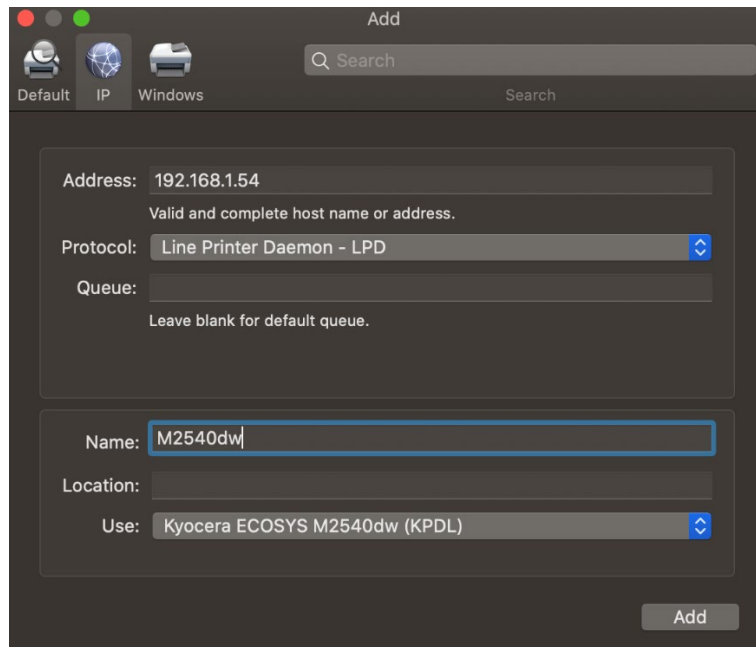 Add
Search
Default IP Windows
Search
Address: 192.168.1.54
Valid and complete host name or address.
Protocol: Line Printer Daemon - LPD
Queue:
Leave blank for default queue.
Name: M2540dw
Location:
Use: Kyocera ECOSYS M2540dw (KPDL)
Add